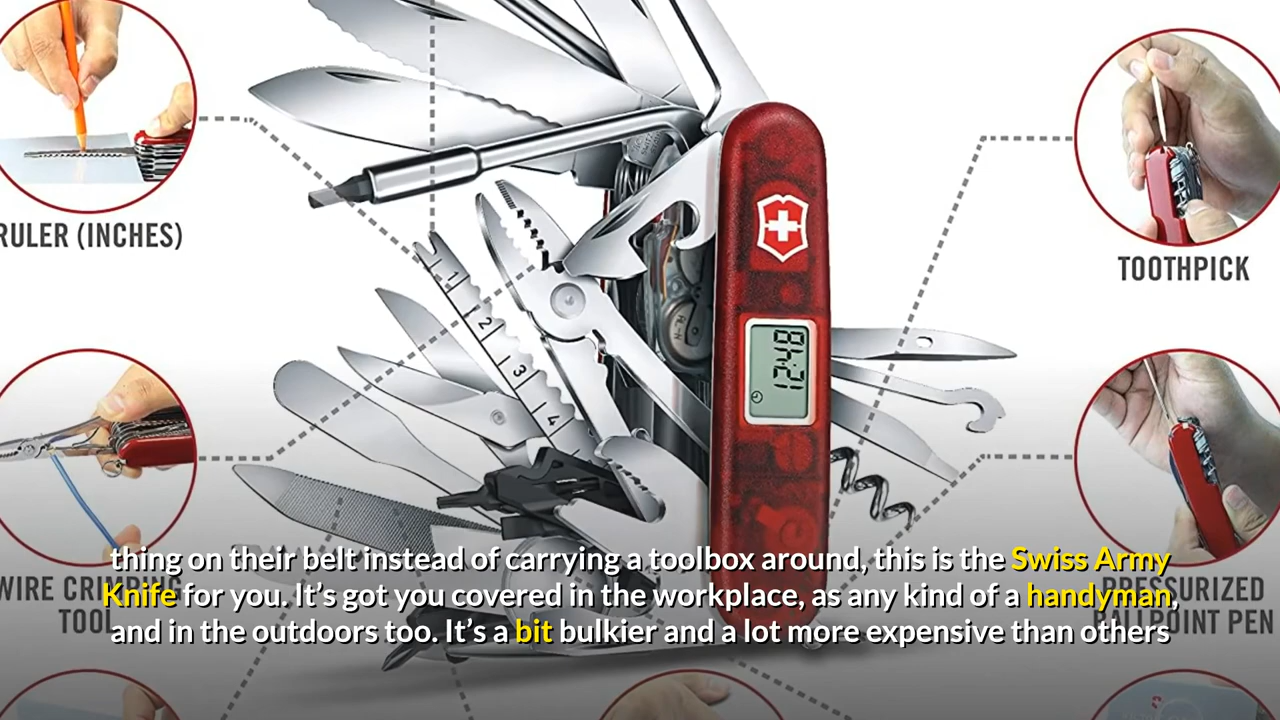 RULER (INCHES)
TOOTHPICK
1
2
3
4
12:48
WIRE CRIMPING
TOOL
PRESSURIZED
BALLPOINT PEN
thing on their belt instead of carrying a toolbox around, this is the Swiss Army
Knife for you. It's got you covered in the workplace, as any kind of a handyman,
and in the outdoors too. It's a bit bulkier and a lot more expensive than others